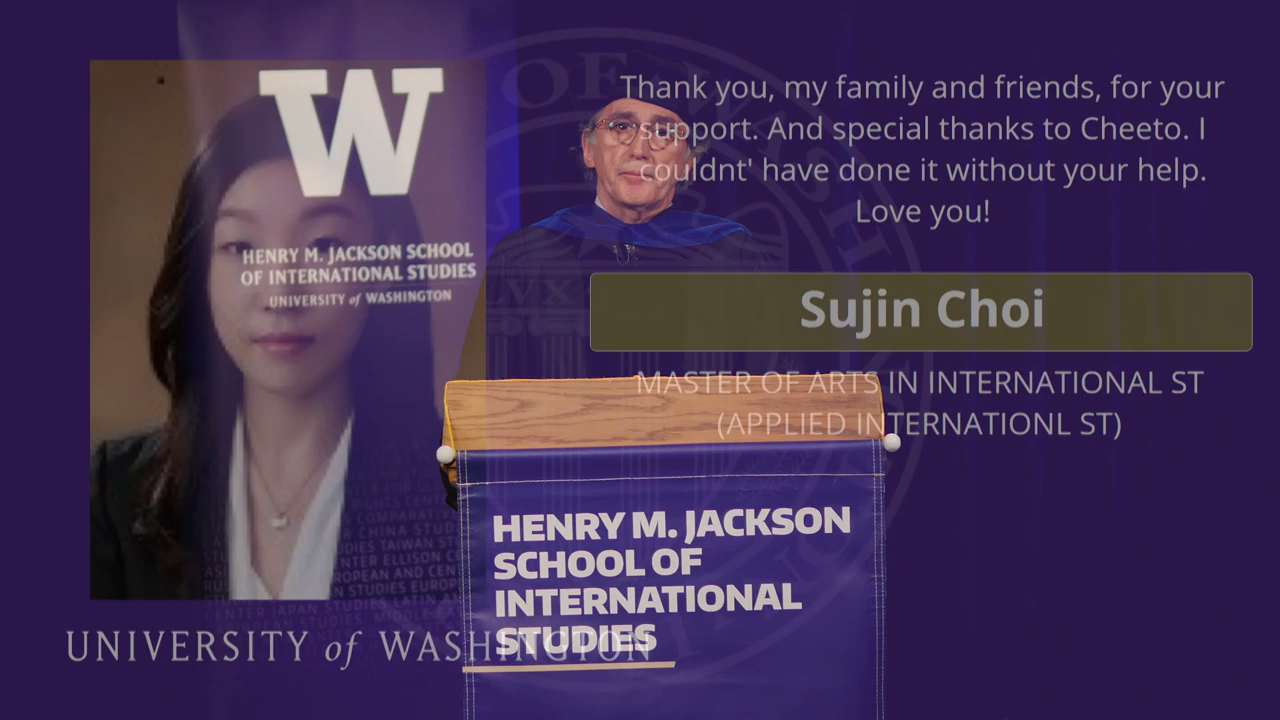 W
HENRY M. JACKSON SCHOOL
OF INTERNATIONAL STUDIES
UNIVERSITY of WASHINGTON
Thank you, my family and friends, for your
support. And special thanks to Cheeto. I
couldnt' have done it without your help.
Love you!
Sujin Choi
MASTER OF ARTS IN INTERNATIONAL ST
(APPLIED INTERNATIONL ST)
HENRY M. JACKSON
SCHOOL OF
INTERNATIONAL
STUDIES
UNIVERSITY of WASHINGTON